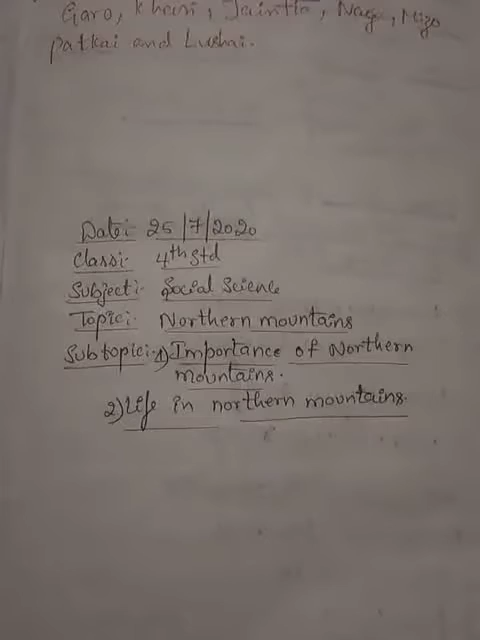 Garo, Khasi, Jaintia, Naga, Mizo
Patkai and Lushai.
Date:- 25/7/2020
Class:- 4th std
Subject:- Social Science
Topic:- Northern mountains
Subtopic:- 1) Importance of Northern
mountains.
2) Life in northern mountains.